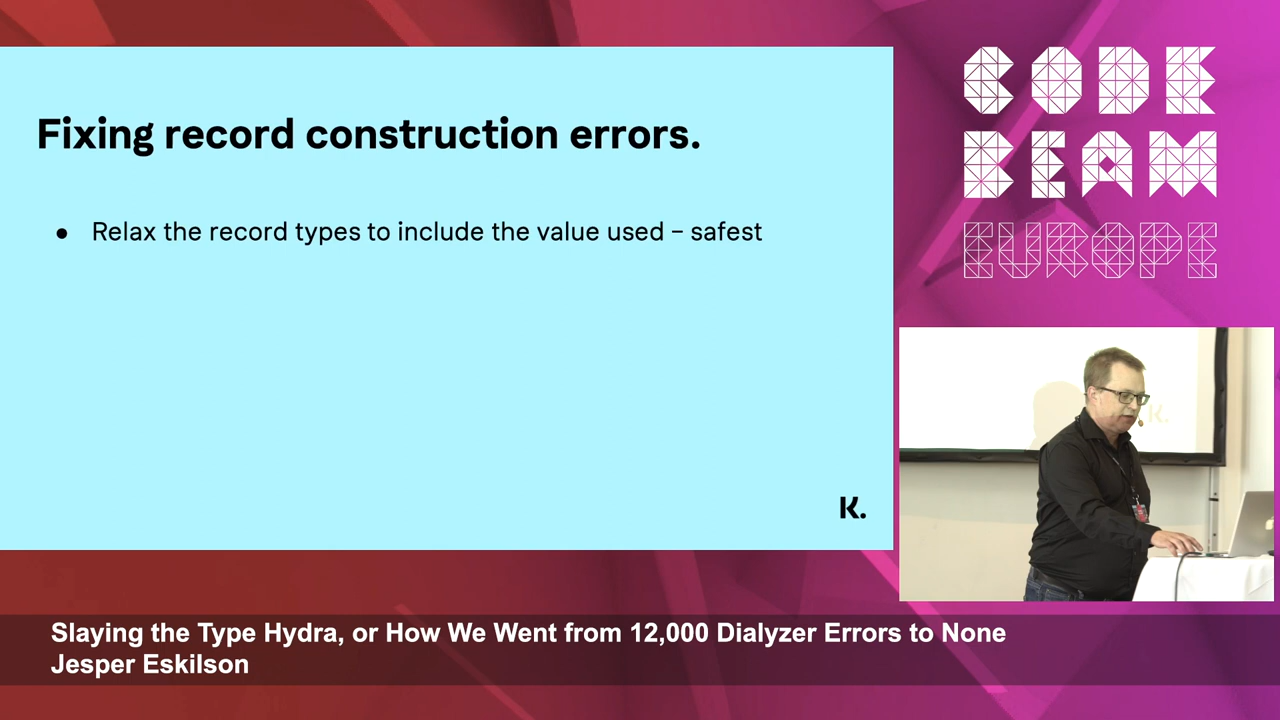 Fixing record construction errors.
● Relax the record types to include the value used – safest
K.
CODE
BEAM
EUROPE
K.
Slaying the Type Hydra, or How We Went from 12,000 Dialyzer Errors to None
Jesper Eskilson